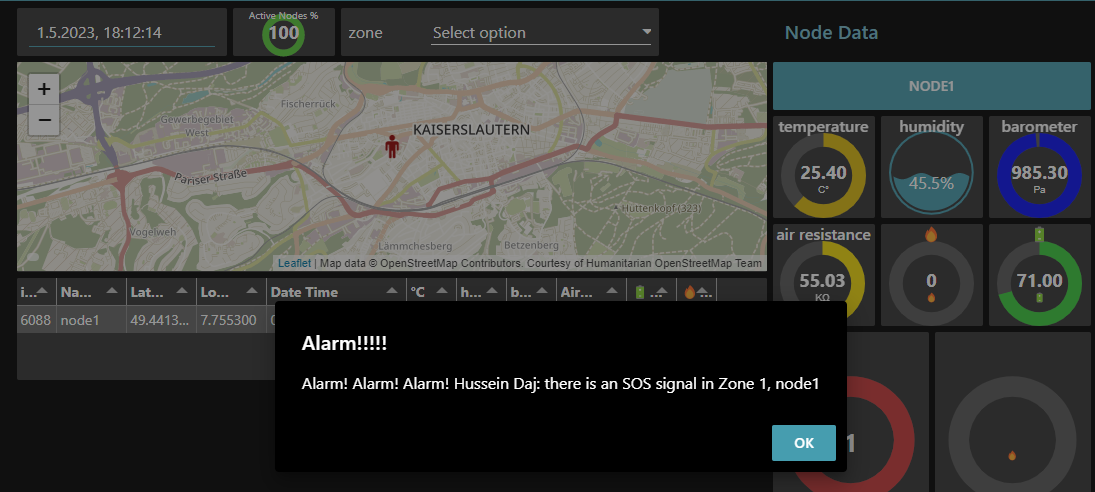 1.5.2023, 18:12:14
Active Nodes %
100
zone
Select option
Node Data
NODE1
+
−
Fischerrück
Gewerbegebiet
West
KAISERSLAUTERN
Pariser Straße
Vogelweh
Lämmchesberg
Betzenberg
Huttenkopf (323)
Leaflet | Map data © OpenStreetMap Contributors. Courtesy of Humanitarian OpenStreetMap Team
temperature
25.40
C°
humidity
45.5%
barometer
985.30
Pa
air resistance
55.03
KΩ
0
71.00
i... Na... Lat... Lo... Date Time °C h... b... Air... ... ...
6088 node1 49.4413... 7.755300
Alarm!!!!!
Alarm! Alarm! Alarm! Hussein Daj: there is an SOS signal in Zone 1, node1
OK
1